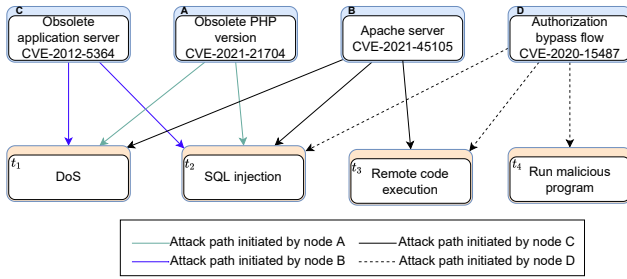 C
Obsolete
application server
CVE-2012-5364
A
Obsolete PHP
version
CVE-2021-21704
B
Apache server
CVE-2021-45105
D
Authorization
bypass flow
CVE-2020-15487
t1
DoS
t2
SQL injection
t3
Remote code
execution
t4
Run malicious
program
Attack path initiated by node A
Attack path initiated by node C
Attack path initiated by node B
Attack path initiated by node D